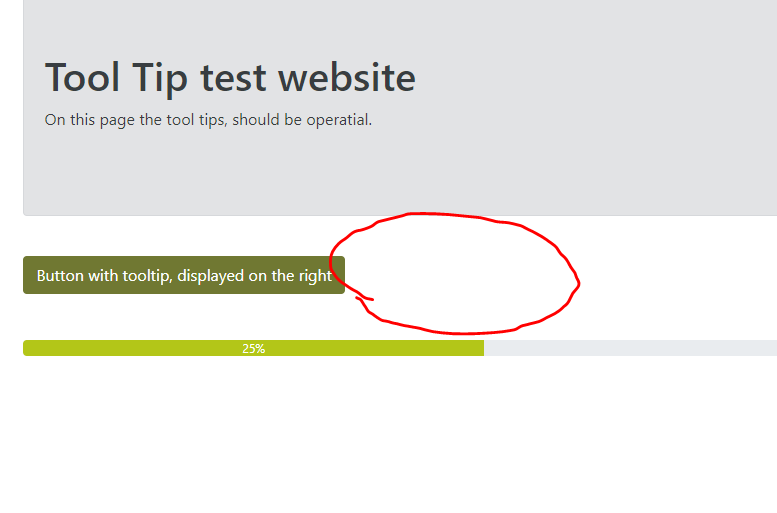 Tool Tip test website
On this page the tool tips, should be operatial.
Button with tooltip, displayed on the right
25%